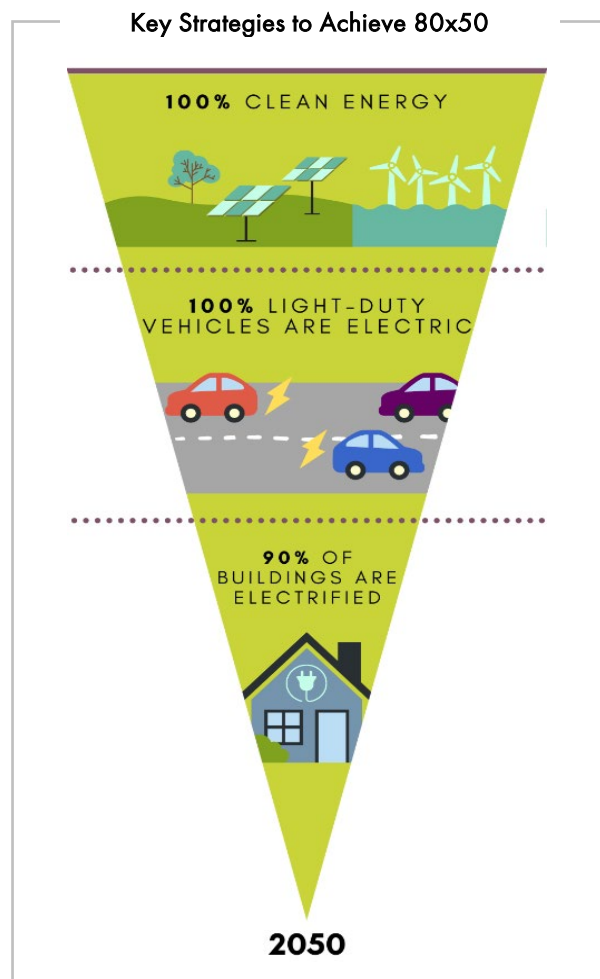 Key Strategies to Achieve 80x50
100% CLEAN ENERGY
100% LIGHT-DUTY
VEHICLES ARE ELECTRIC
90% OF
BUILDINGS ARE
ELECTRIFIED
2050